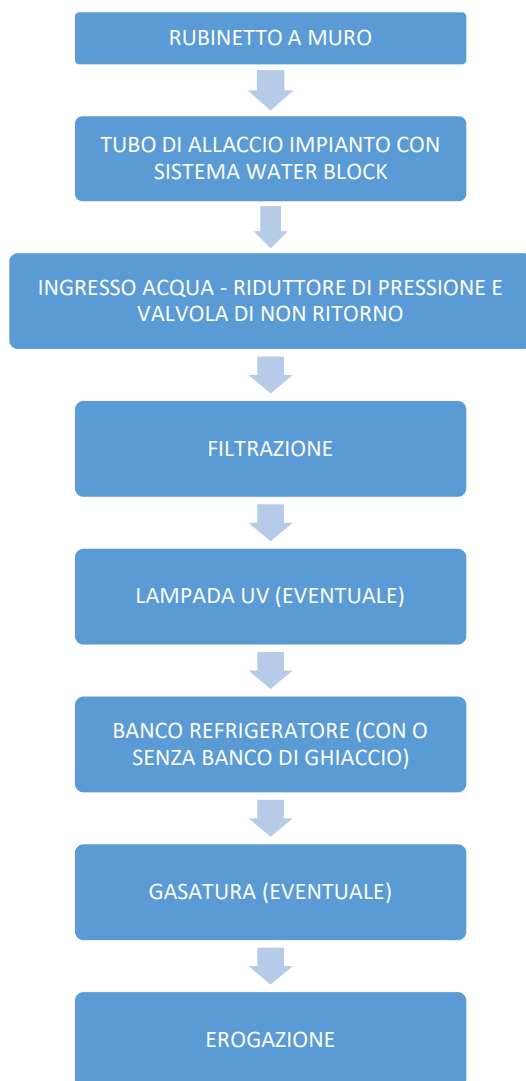 RUBINETTO A MURO
TUBO DI ALLACCIO IMPIANTO CON
SISTEMA WATER BLOCK
INGRESSO ACQUA - RIDUTTORE DI PRESSIONE E
VALVOLA DI NON RITORNO
FILTRAZIONE
LAMPADA UV (EVENTUALE)
BANCO REFRIGERATORE (CON O
SENZA BANCO DI GHIACCIO)
GASATURA (EVENTUALE)
EROGAZIONE